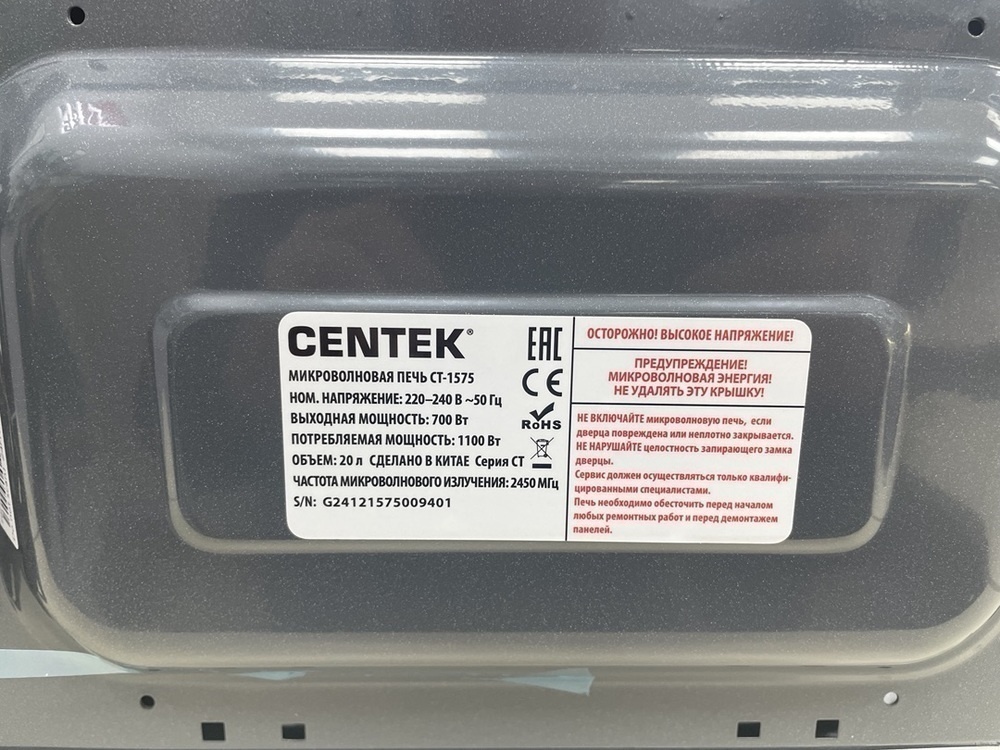 CENTEK®
МИКРОВОЛНОВАЯ ПЕЧЬ СТ-1575
НОМ. НАПРЯЖЕНИЕ: 220–240 В ~50 Гц
ВЫХОДНАЯ МОЩНОСТЬ: 700 Вт
ПОТРЕБЛЯЕМАЯ МОЩНОСТЬ: 1100 Вт
ОБЪЕМ: 20 л СДЕЛАНО В КИТАЕ Серия СТ
ЧАСТОТА МИКРОВОЛНОВОГО ИЗЛУЧЕНИЯ: 2450 МГц
S/N: G24121575009401
EAC
CE
RoHS
ОСТОРОЖНО! ВЫСОКОЕ НАПРЯЖЕНИЕ!
ПРЕДУПРЕЖДЕНИЕ!
МИКРОВОЛНОВАЯ ЭНЕРГИЯ!
НЕ УДАЛЯТЬ ЭТУ КРЫШКУ!
НЕ ВКЛЮЧАЙТЕ микроволновую печь, если
дверца повреждена или неплотно закрывается.
НЕ НАРУШАЙТЕ целостность запирающего замка
дверцы.
Сервис должен осуществляться только квалифи-
цированными специалистами.
Печь необходимо обесточить перед началом
любых ремонтных работ и перед демонтажем
панелей.